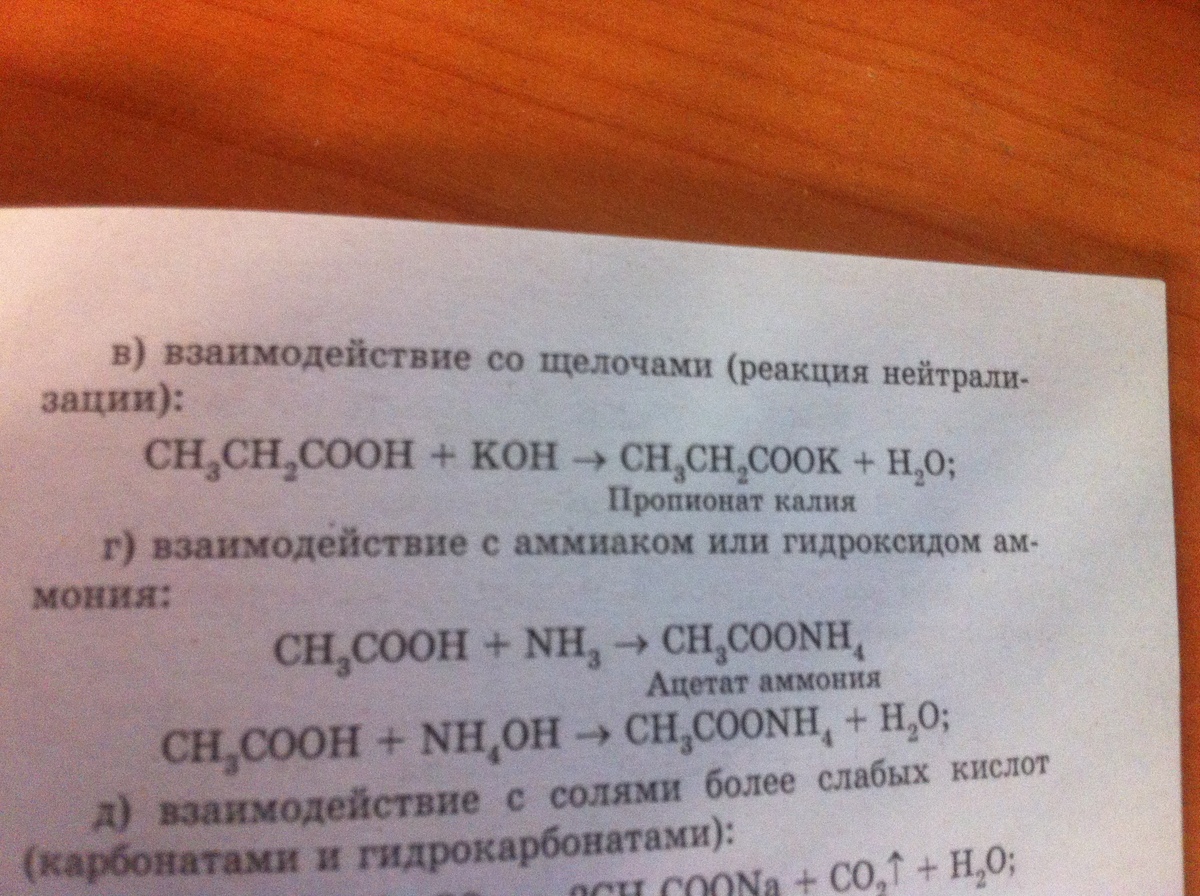 в) взаимодействие со щелочами (реакция нейтрали-
зации):
CH₃CH₂COOH + KOH → CH₃CH₂COOK + H₂O;
Пропионат калия
г) взаимодействие с аммиаком или гидроксидом ам-
мония:
CH₃COOH + NH₃ → CH₃COONH₄
Ацетат аммония
CH₃COOH + NH₄OH → CH₃COONH₄ + H₂O;
д) взаимодействие с солями более слабых кислот
(карбонатами и гидрокарбонатами):
COONa + CO₂↑ + H₂O;